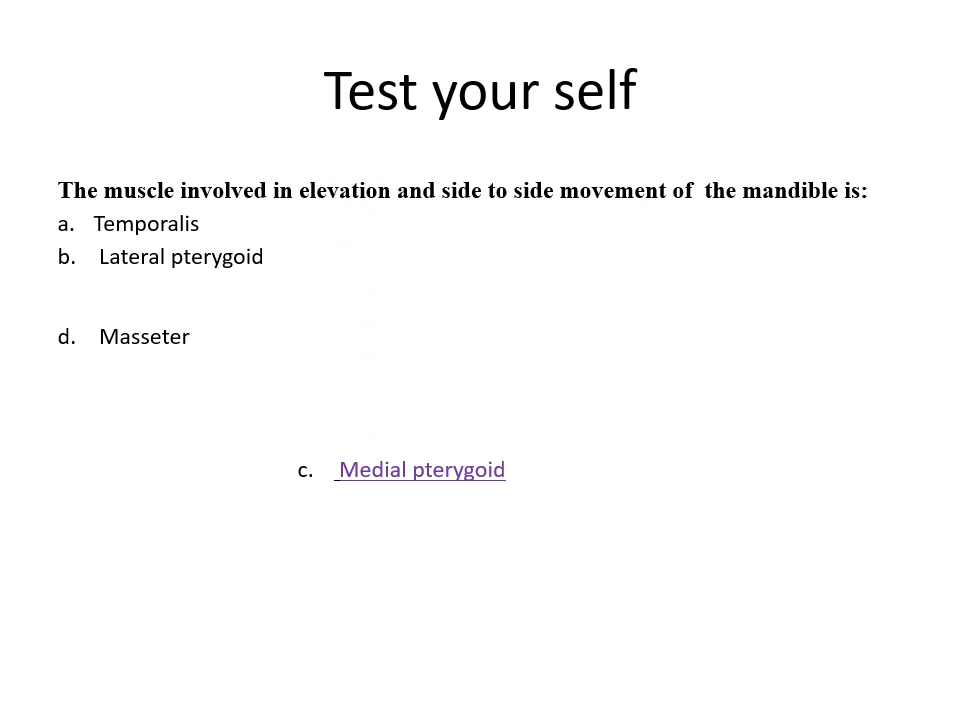 Test your self
The muscle involved in elevation and side to side movement of  the mandible is:
a.   Temporalis
b.    Lateral pterygoid
d.    Masseter
c.    Medial pterygoid